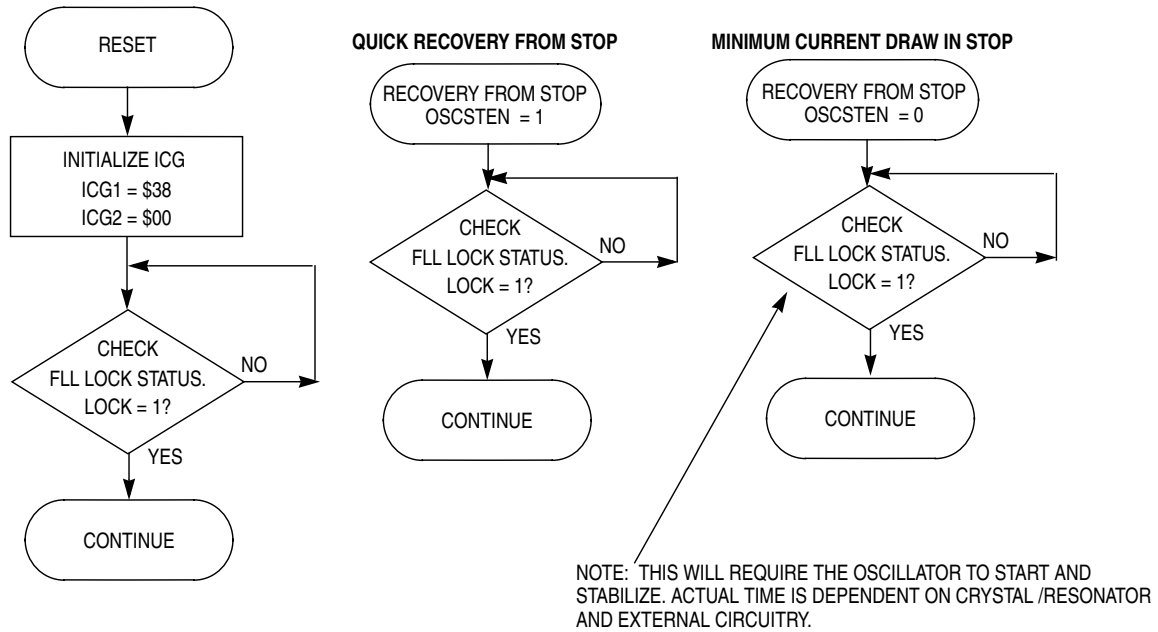 RESET
INITIALIZE ICG
ICG1 = $38
ICG2 = $00
CHECK
FLL LOCK STATUS.
LOCK = 1?
NO
YES
CONTINUE
QUICK RECOVERY FROM STOP
RECOVERY FROM STOP
OSCSTEN = 1
CHECK
FLL LOCK STATUS.
LOCK = 1?
NO
YES
CONTINUE
MINIMUM CURRENT DRAW IN STOP
RECOVERY FROM STOP
OSCSTEN = 0
CHECK
FLL LOCK STATUS.
LOCK = 1?
NO
YES
CONTINUE
NOTE: THIS WILL REQUIRE THE OSCILLATOR TO START AND
STABILIZE. ACTUAL TIME IS DEPENDENT ON CRYSTAL /RESONATOR
AND EXTERNAL CIRCUITRY.